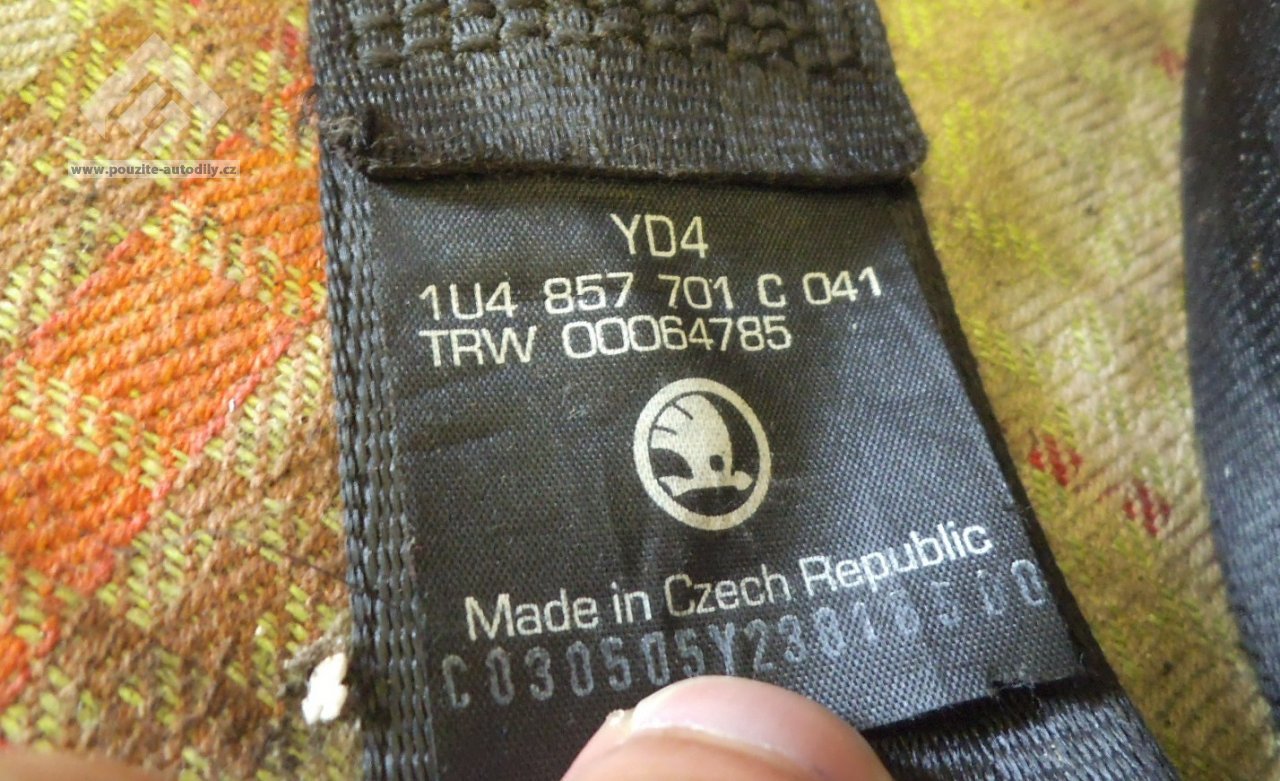 www.pouzite-autodily.cz
YD4
1U4 857 701 C 041
TRW 00064785
Made in Czech Republic